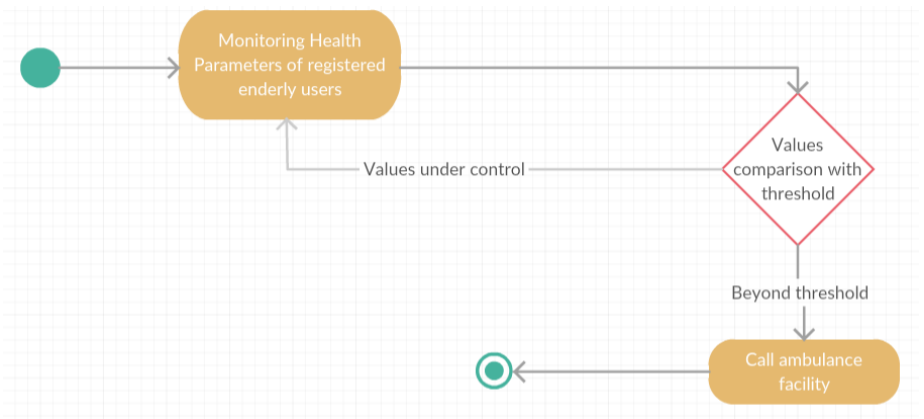 Monitoring Health
Parameters of registered
enderly users
Values
comparison with
threshold
Values under control
Beyond threshold
Call ambulance
facility